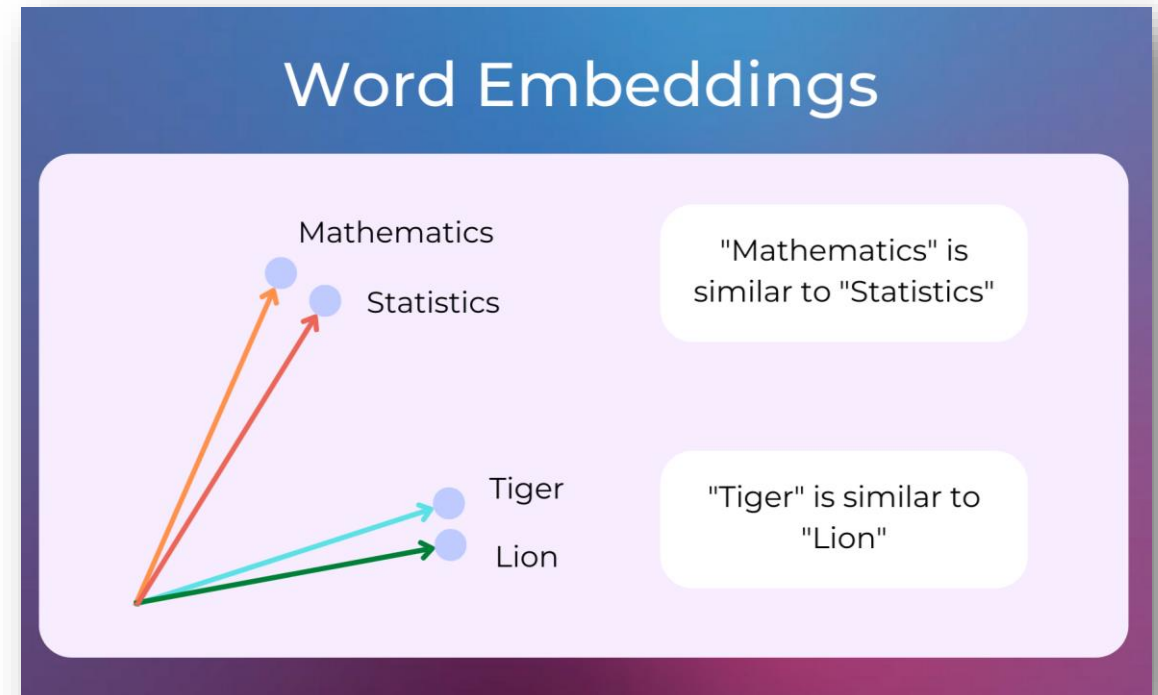 Word Embeddings
Mathematics
Statistics
"Mathematics" is
similar to "Statistics"
Tiger
Lion
"Tiger" is similar to
"Lion"